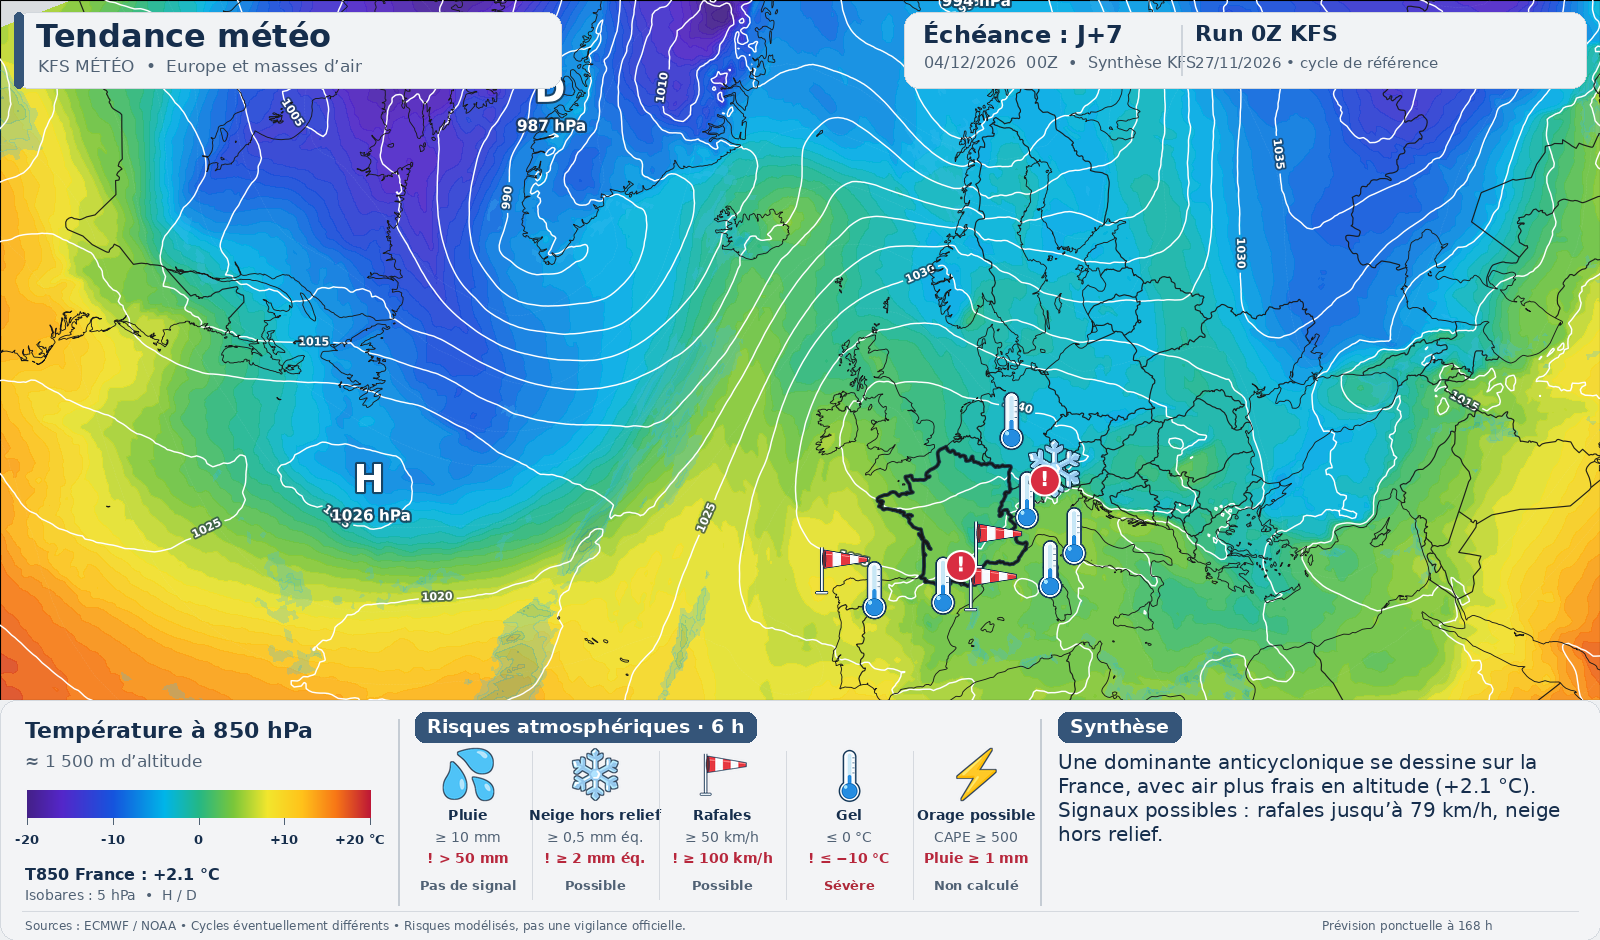 Tendance météo
KFS MÉTÉO • Europe et masses d’air
994 hPa
Échéance : J+7
04/12/2026 00Z • Synthèse KFS
Run 0Z KFS
27/11/2026 • cycle de référence
D
987 hPa
1005
1010
990
1035
1030
1030
1015
1015
H
1026 hPa
1025
1025
1020
Température à 850 hPa
≈ 1 500 m d’altitude
-20 -10 0 +10 +20 °C
T850 France : +2.1 °C
Isobares : 5 hPa • H / D
Risques atmosphériques · 6 h
Pluie
≥ 10 mm
! > 50 mm
Pas de signal
Neige hors relief
≥ 0,5 mm éq.
! ≥ 2 mm éq.
Possible
Rafales
≥ 50 km/h
! ≥ 100 km/h
Possible
Gel
≤ 0 °C
! ≤ −10 °C
Sévère
Orage possible
CAPE ≥ 500
Pluie ≥ 1 mm
Non calculé
Synthèse
Une dominante anticyclonique se dessine sur la
France, avec air plus frais en altitude (+2.1 °C).
Signaux possibles : rafales jusqu’à 79 km/h, neige
hors relief.
Sources : ECMWF / NOAA • Cycles éventuellement différents • Risques modélisés, pas une vigilance officielle.
Prévision ponctuelle à 168 h